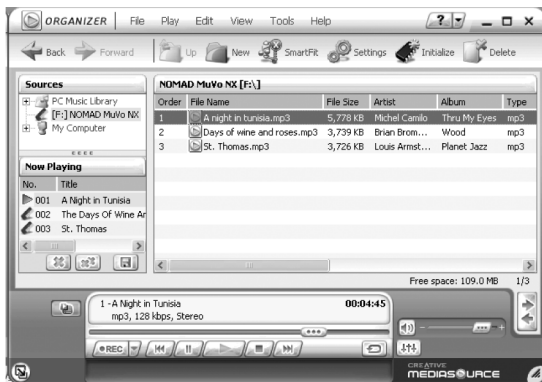 ORGANIZER File Play Edit View Tools Help ?
Back Forward Up New SmartFit Settings Initialize Delete
Sources
PC Music Library
[F:] NOMAD MuVo NX
My Computer
Now Playing
No. Title
001 A Night in Tunisia
002 The Days Of Wine Ar
003 St. Thomas
NOMAD MuVo NX [F:\]
Order File Name File Size Artist Album Type
1 A night in tunisia.mp3 5,778 KB Michel Camilo Thru My Eyes mp3
2 Days of wine and roses.mp3 3,739 KB Brian Brom... Wood mp3
3 St. Thomas.mp3 3,726 KB Louis Armst... Planet Jazz mp3
Free space: 109.0 MB 1/3
1 -A Night in Tunisia 00:04:45
mp3, 128 kbps, Stereo
REC
CREATIVE
MEDIASOURCE